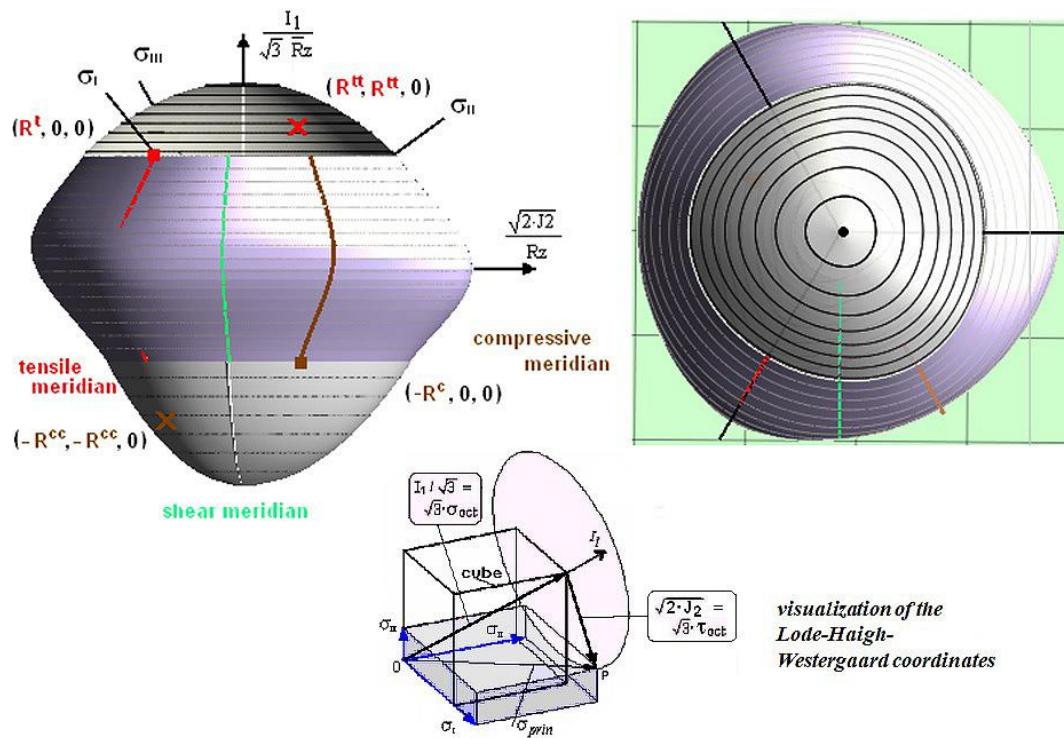 I₁
√3 R̄z
σIII
σI
(Rᵗᵗ, Rᵗᵗ, 0)
σII
(Rᵗ, 0, 0)
√2·J2
Rz
tensile
meridian
compressive
meridian
(-Rᶜ, 0, 0)
(-Rᶜᶜ, -Rᶜᶜ, 0)
shear meridian
I₁ / √3 =
√3·σoct
I₁
cube
√2·J₂ =
√3·τoct
visualization of the
Lode-Haigh-
Westergaard coordinates
σII
σII
0
P
σI
σprin